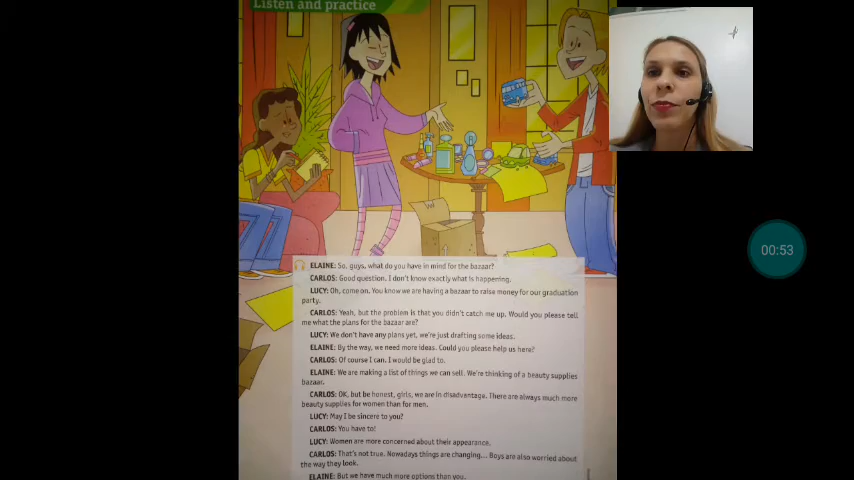 Listen and practice
ELAINE: So, guys, what do you have in mind for the bazaar?
CARLOS: Good question. I don't know exactly what is happening.
LUCY: Oh, come on. You know we are having a bazaar to raise money for our graduation
party.
CARLOS: Yeah, but the problem is that you didn't catch me up. Would you please tell
me what the plans for the bazaar are?
LUCY: We don't have any plans yet, we're just drafting some ideas.
ELAINE: By the way, we need more ideas. Could you please help us here?
CARLOS: Of course I can. I would be glad to.
ELAINE: We are making a list of things we can sell. We're thinking of a beauty supplies
bazaar.
CARLOS: OK, but be honest, girls, we are in disadvantage. There are always much more
beauty supplies for women than for men.
LUCY: May I be sincere to you?
CARLOS: You have to!
LUCY: Women are more concerned about their appearance.
CARLOS: That's not true. Nowadays things are changing... Boys are also worried about
the way they look.
ELAINE: But we have much more options than you.
00:53